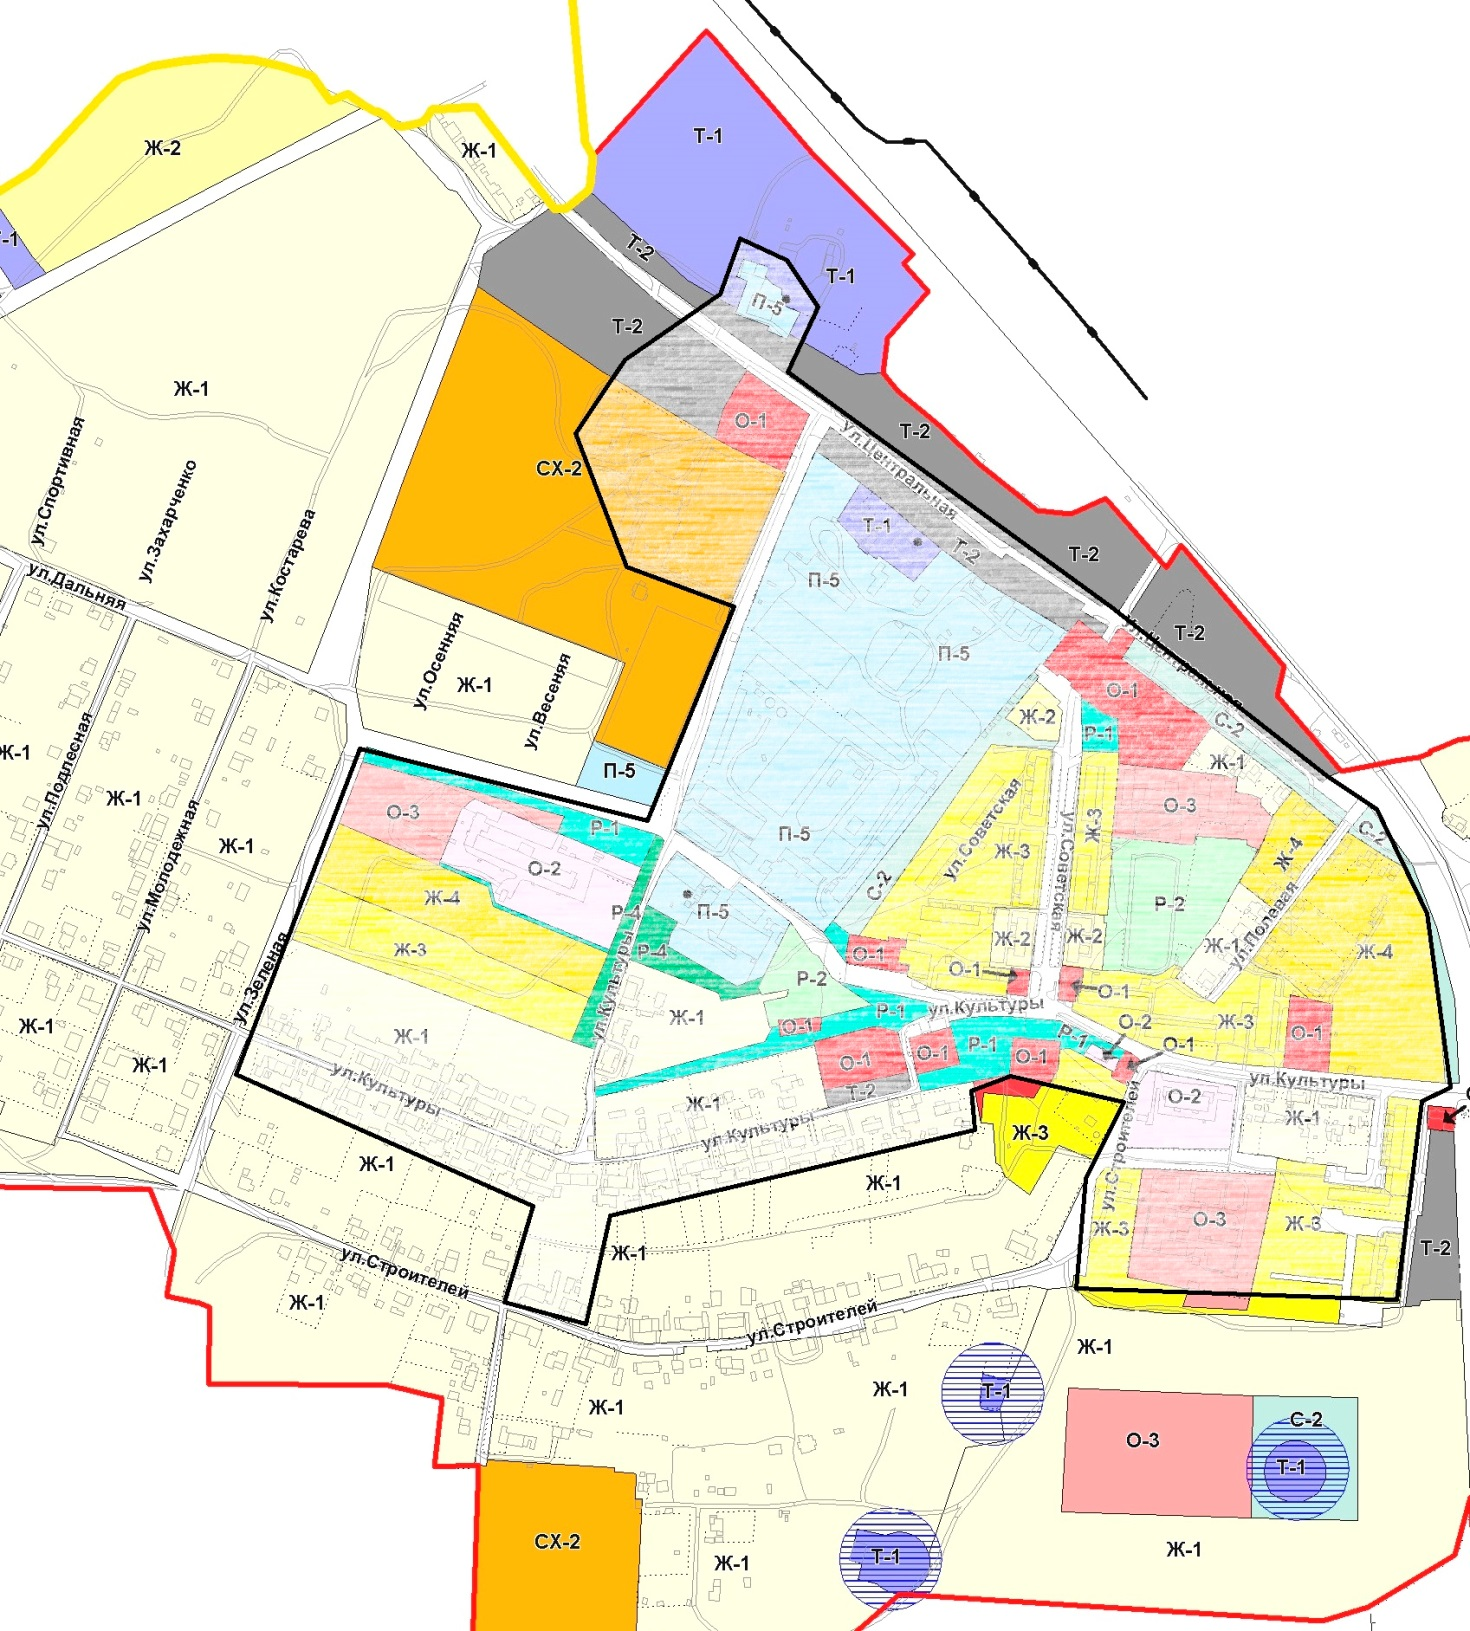 Т-1
Ж-2
Ж-1
-1
Т-2
Т-1
П-5
Т-2
Ж-1
О-1
ул.Центральная
Т-2
СХ-2
ул.Спортивная
ул.Захарченко
ул.Костарева
Т-1
Т-2
Т-2
ул.Дальняя
П-5
Т-2
П-5
ул.Осенняя
ул.Весеняя
Ж-1
О-1
ул.Центральная
Ж-2
С-2
Р-1
Ж-1
Ж-1
ул.Подлесная
П-5
Ж-1
О-3
Р-1
П-5
О-3
С-2
ул.Молодежная
Ж-1
ул.Советская
Ж-3
ул.Советская
Ж-3
Ж-4
О-2
С-2
Ж-4
Р-4
П-5
Р-2
ул.Полевая
Ж-1
Ж-4
Ж-2
Ж-2
Ж-3
Р-4
О-1
О-1
ул.Зеленая
ул.Культуры
Р-2
О-1
Ж-1
Ж-1
Ж-1
О-1
Р-1
ул.Культуры
О-2
Ж-3
О-1
Р-1
О-1
О-1
О-1
Р-1
О-1
Ж-1
ул.Культуры
Т-2
Ж-1
ул.Культуры
ул.Культуры
О-2
Ж-1
Ж-3
ул.Строителей
Ж-1
Ж-1
Ж-3
О-3
Ж-3
Ж-1
Т-2
ул.Строителей
Ж-1
ул.Строителей
Ж-1
Ж-1
Т-1
Ж-1
О-3
С-2
Т-1
СХ-2
Ж-1
Т-1
Ж-1